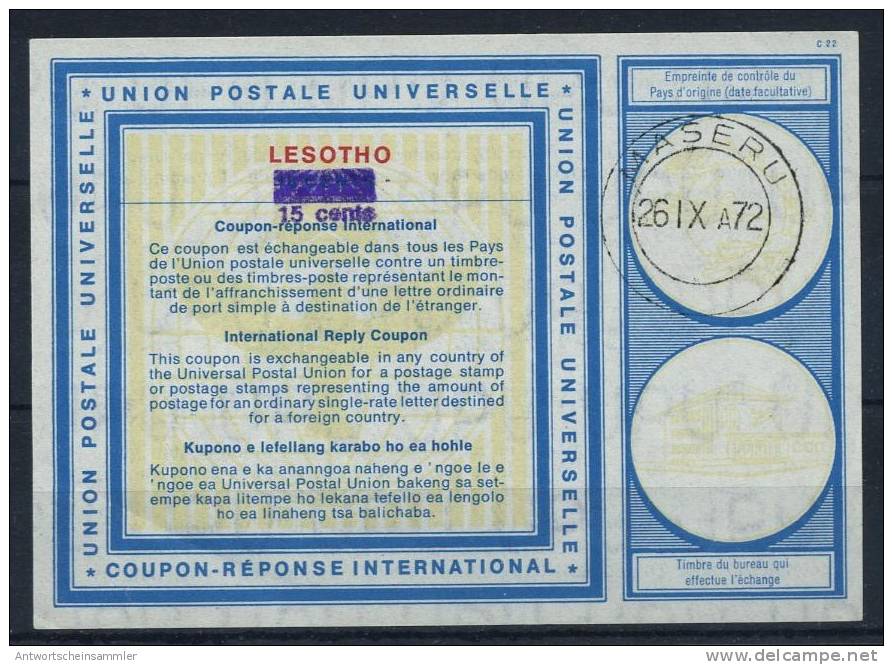 C 22
* UNION POSTALE UNIVERSELLE *
UNION POSTALE UNIVERSELLE
UNION POSTALE UNIVERSELLE
LESOTHO
15 cents
Coupon-réponse International
Ce coupon est échangeable dans tous les Pays
de l'Union postale universelle contre un timbre-
poste ou des timbres-poste représentant le mon-
tant de l'affranchissement d'une lettre ordinaire
de port simple à destination de l'étranger.
International Reply Coupon
This coupon is exchangeable in any country of
the Universal Postal Union for a postage stamp
or postage stamps representing the amount of
postage for an ordinary single-rate letter destined
for a foreign country.
Kupono e lefellang karabo ho ea hohle
Kupono ena e ka ananngoa naheng e 'ngoe le e
'ngoe ea Universal Postal Union bakeng sa set-
empe kapa litempe ho lekana tefello ea lengolo
ho ea linaheng tsa balichaba.
* COUPON-RÉPONSE INTERNATIONAL *
Empreinte de contrôle du
Pays d'origine (date facultative)
MASERU
26 IX A72
Timbre du bureau qui
effectue l'échange
Antwortscheinsammler
delcampe.net